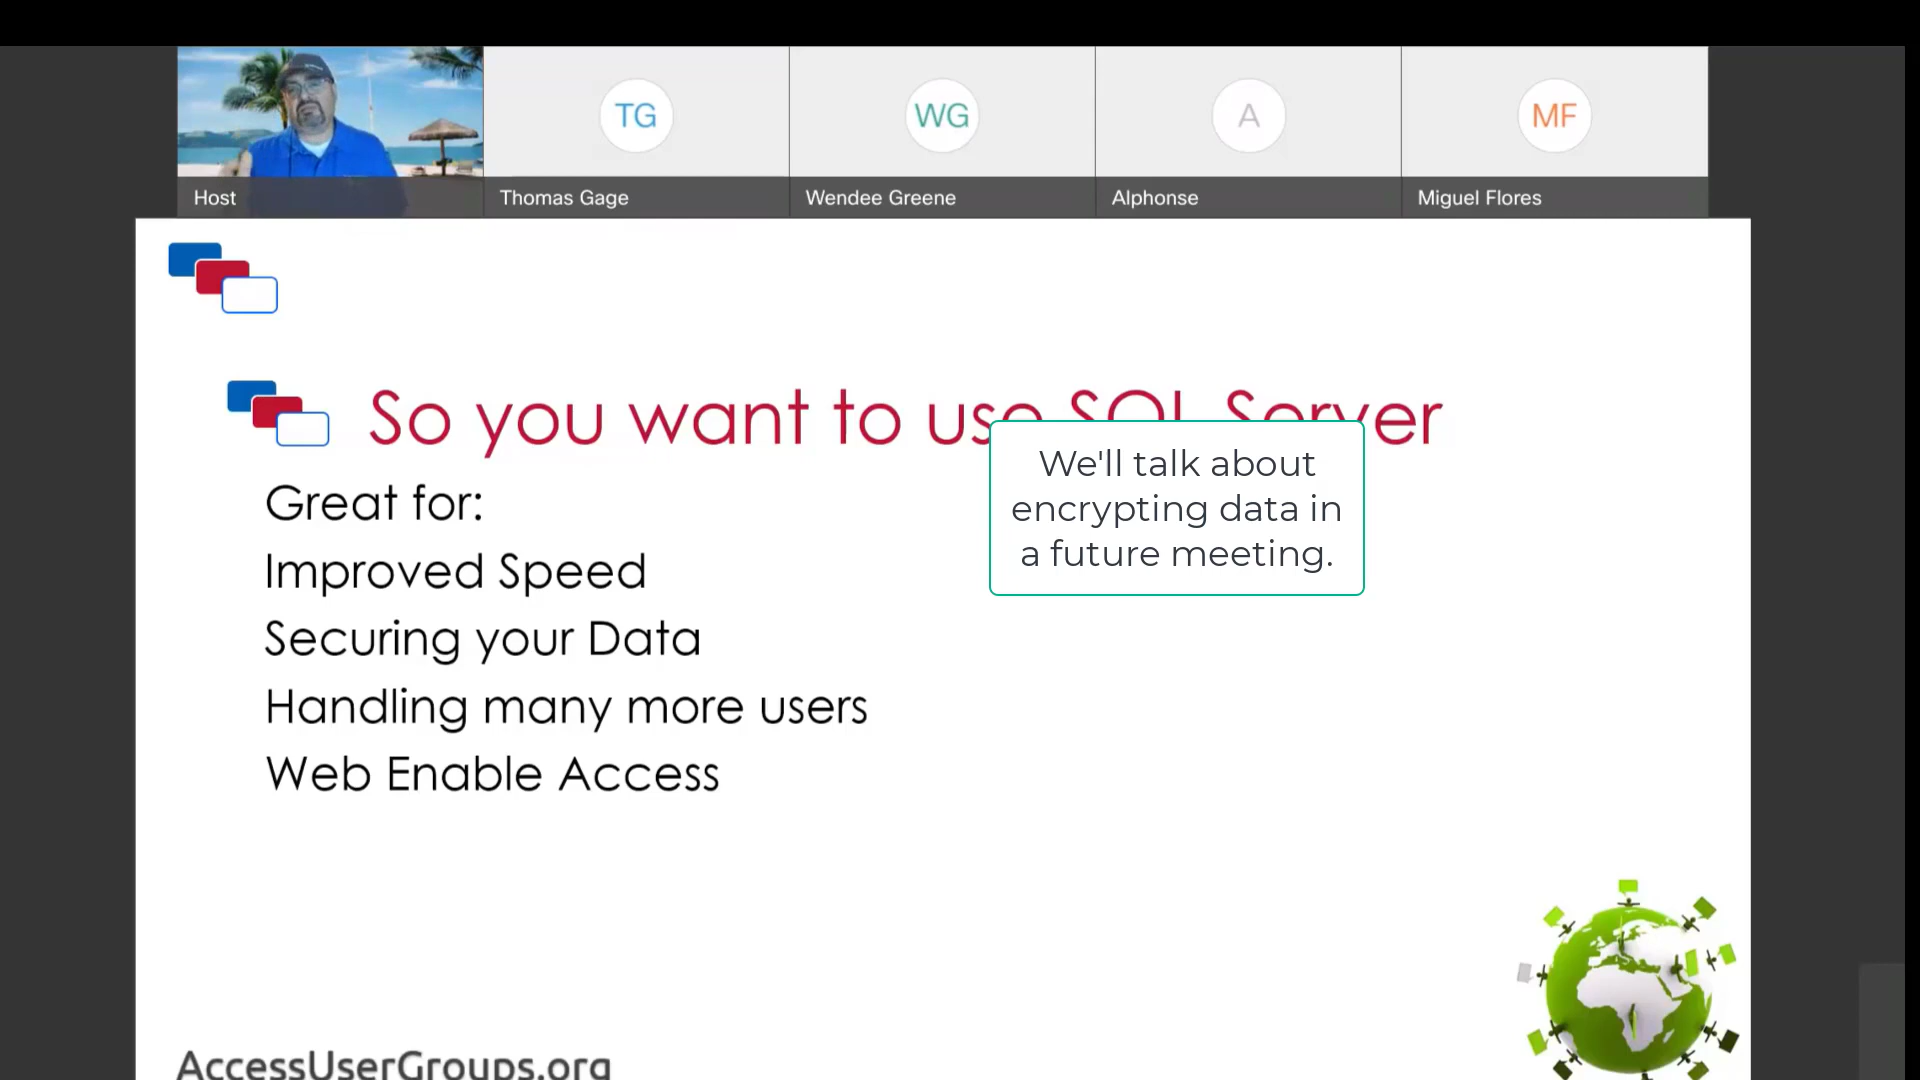 TG
WG
A
MF
Host
Thomas Gage
Wendee Greene
Alphonse
Miguel Flores
So you want to use SQL Server
We'll talk about
encrypting data in
a future meeting.
Great for:
Improved Speed
Securing your Data
Handling many more users
Web Enable Access
AccessUserGroups.org